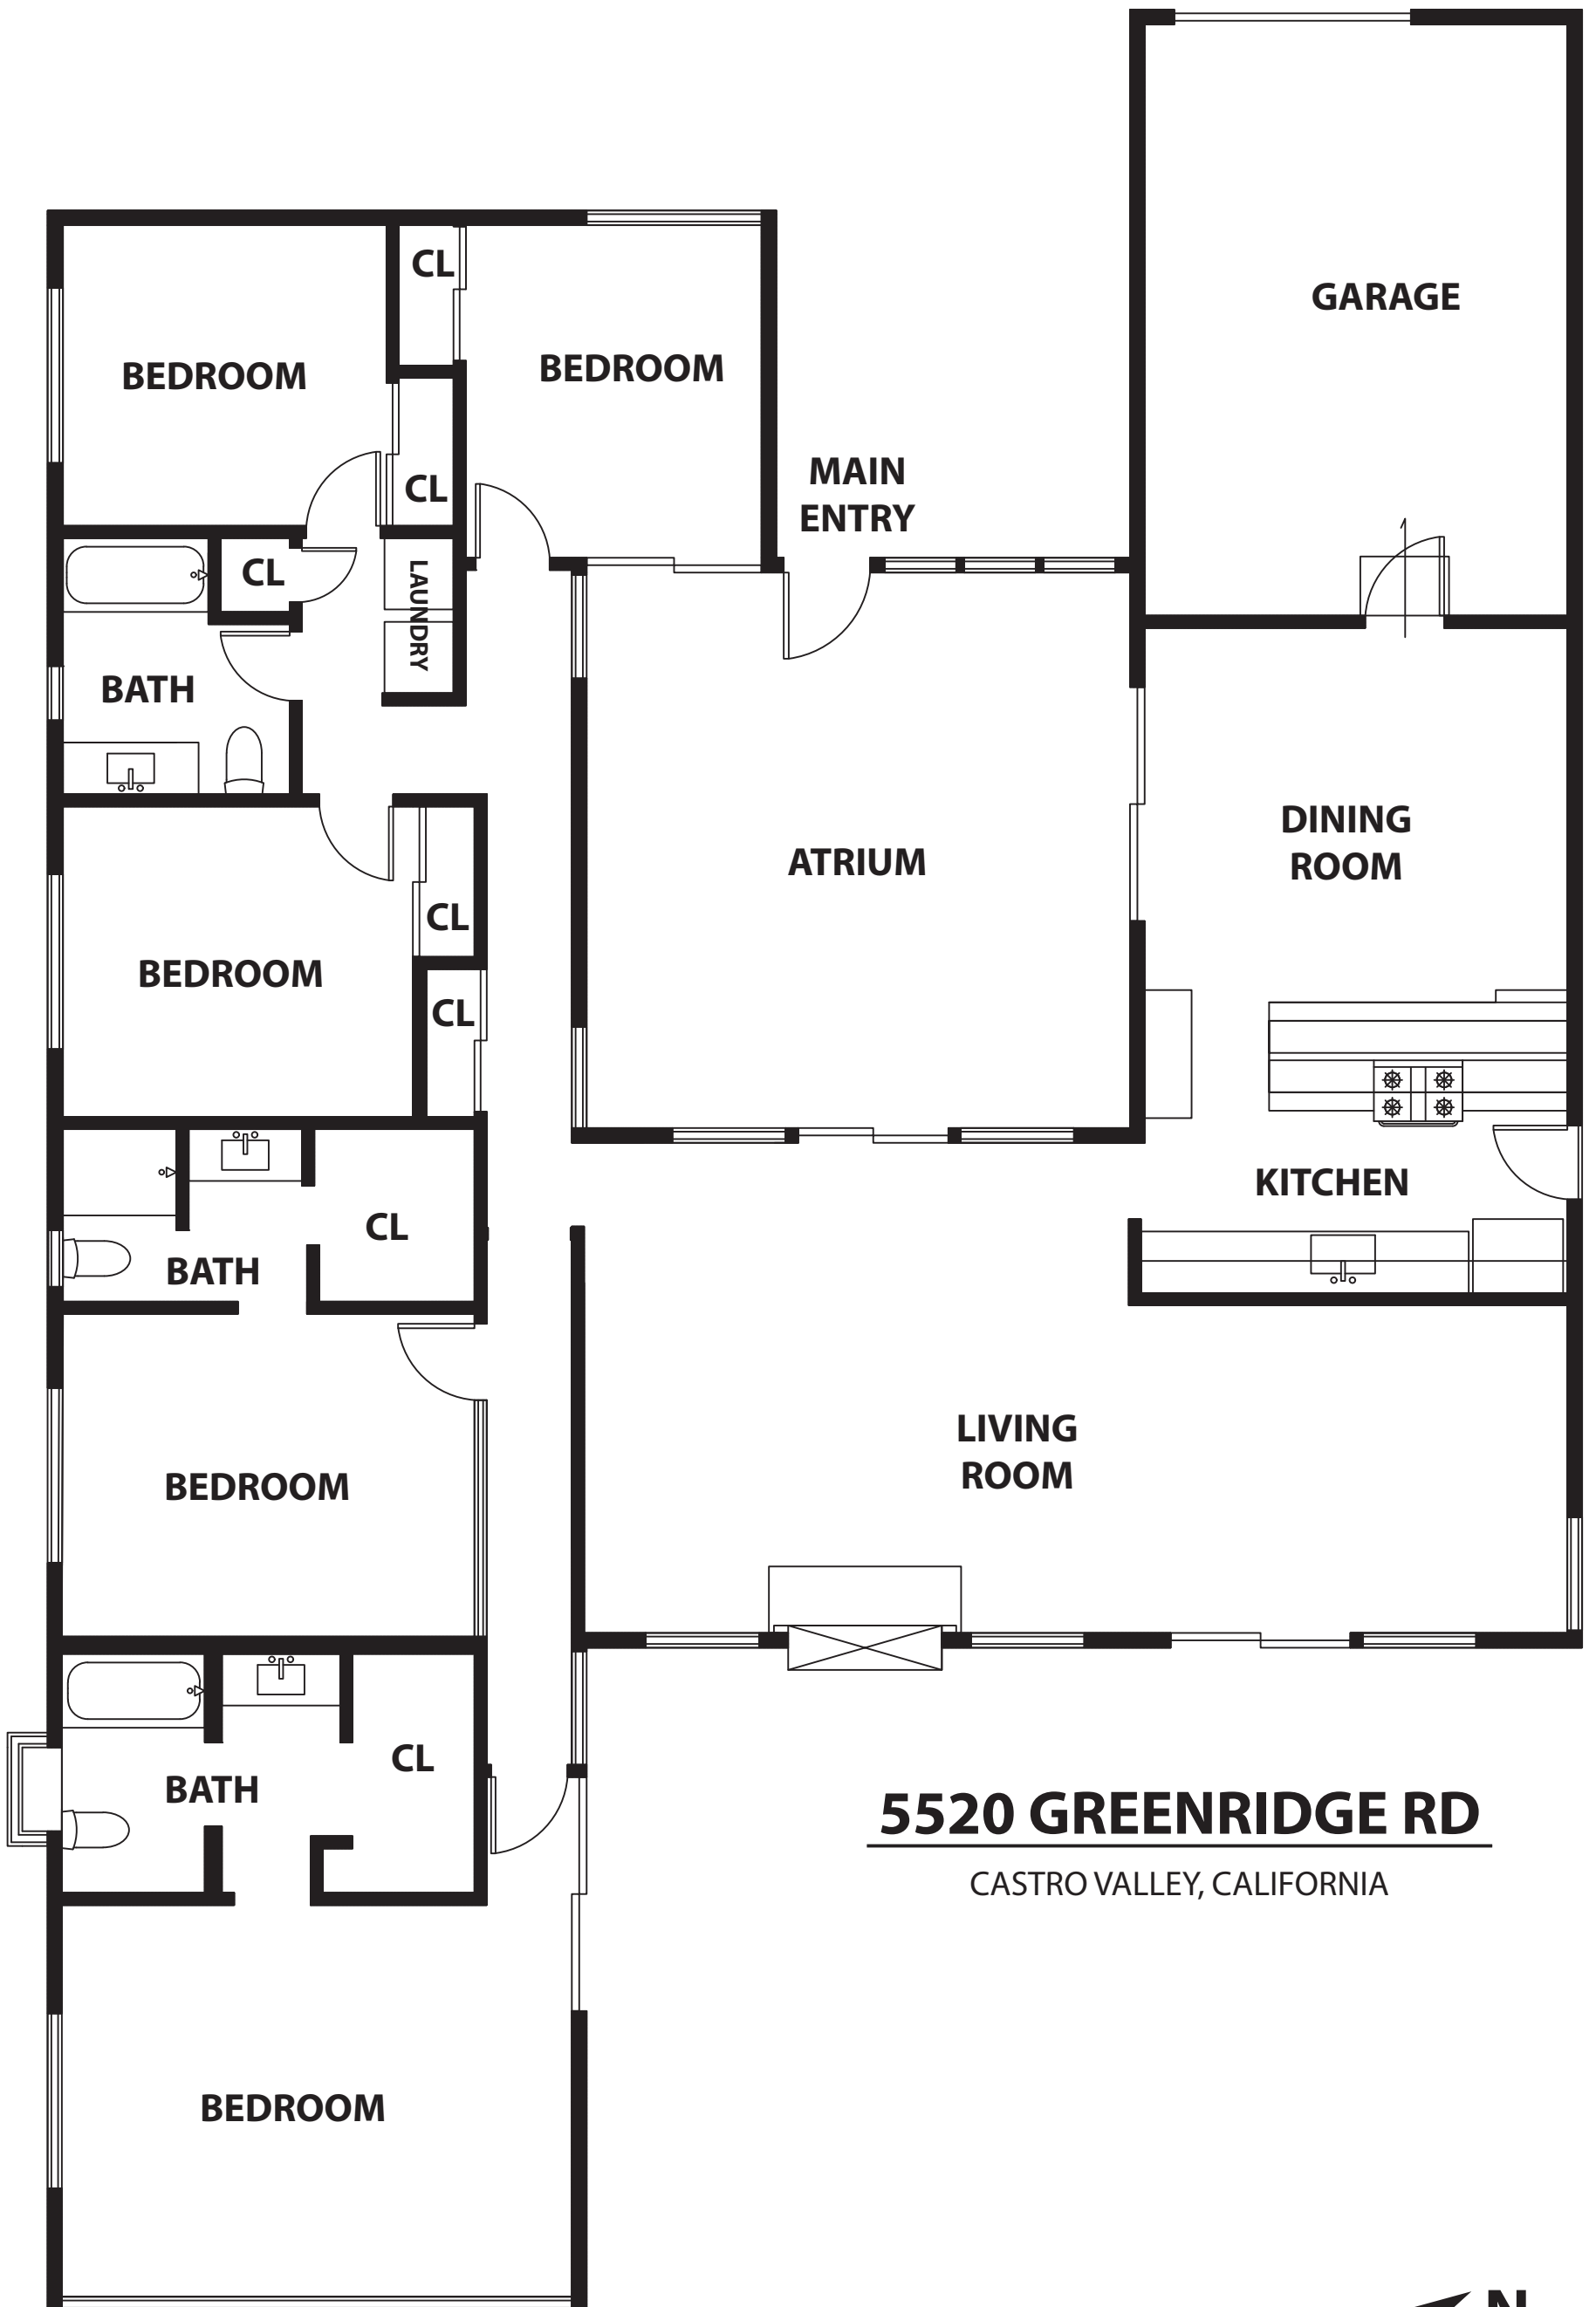 GARAGE
CL
BEDROOM
BEDROOM
MAIN
ENTRY
CL
CL
LAUNDRY
BATH
DINING
ROOM
ATRIUM
CL
BEDROOM
CL
KITCHEN
CL
BATH
LIVING
ROOM
BEDROOM
CL
BATH
5520 GREENRIDGE RD
CASTRO VALLEY, CALIFORNIA
BEDROOM
N